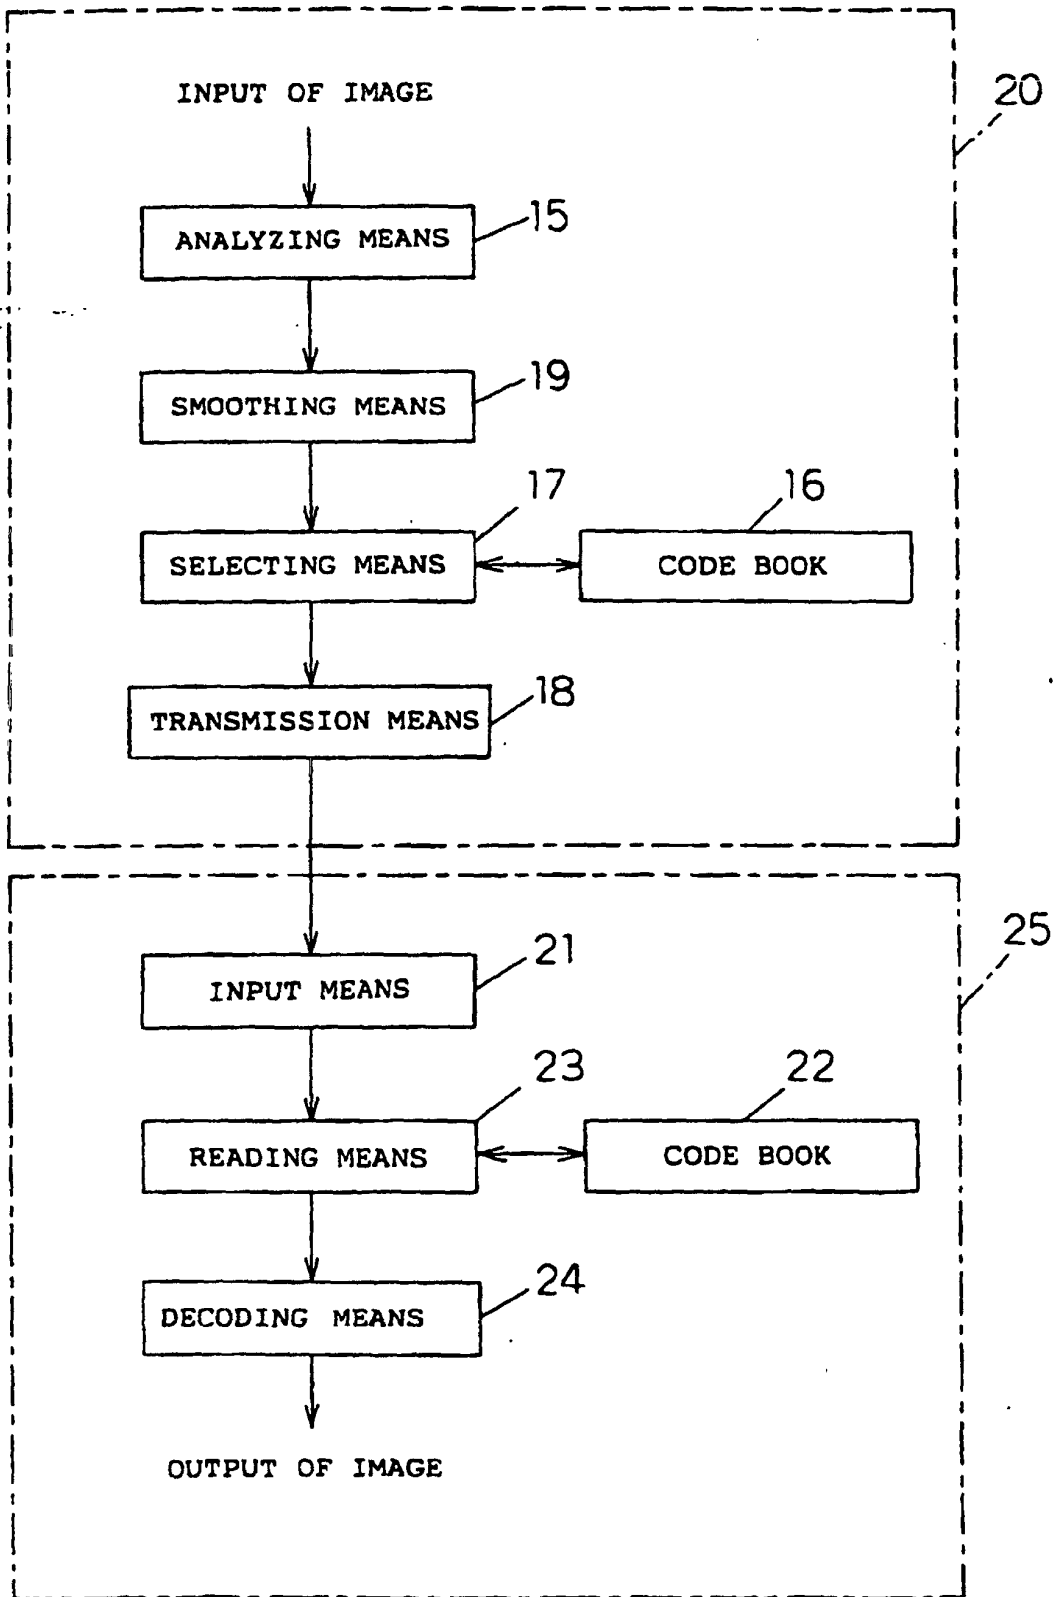 INPUT OF IMAGE
20
ANALYZING MEANS
15
SMOOTHING MEANS
19
SELECTING MEANS
17
CODE BOOK
16
TRANSMISSION MEANS
18
INPUT MEANS
21
25
READING MEANS
23
CODE BOOK
22
DECODING MEANS
24
OUTPUT OF IMAGE